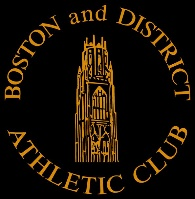 BOSTON and DISTRICT
ATHLETIC CLUB